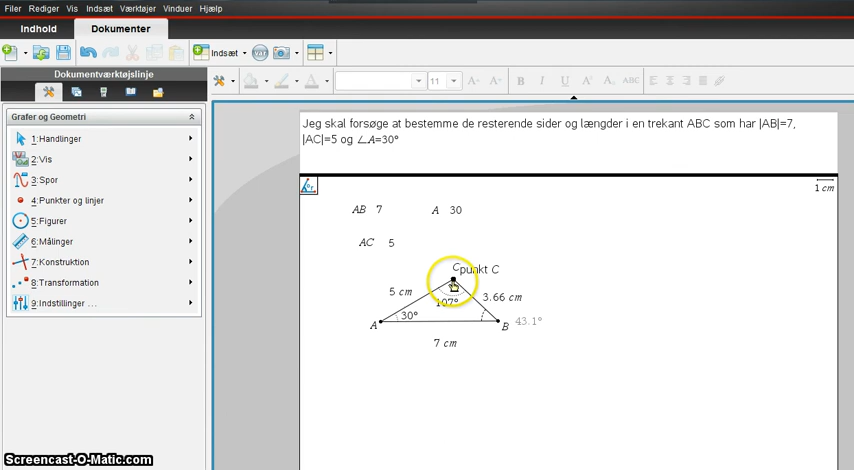 Filer Rediger Vis Indsæt Værktøjer Vinduer Hjælp
Indhold Dokumenter
Indsæt
Dokumentværktøjslinje
11 B I U ABC
Grafer og Geometri
1:Handlinger
2:Vis
3:Spor
4:Punkter og linjer
5:Figurer
6:Målinger
7:Konstruktion
8:Transformation
9:Indstillinger ...
Jeg skal forsøge at bestemme de resterende sider og længder i en trekant ABC som har |AB|=7,
|AC|=5 og ∠A=30°
1 cm
AB 7 A 30
AC 5
C punkt C
5 cm 3.66 cm
107°
30°
A B 43.1°
7 cm
Screencast-O-Matic.com